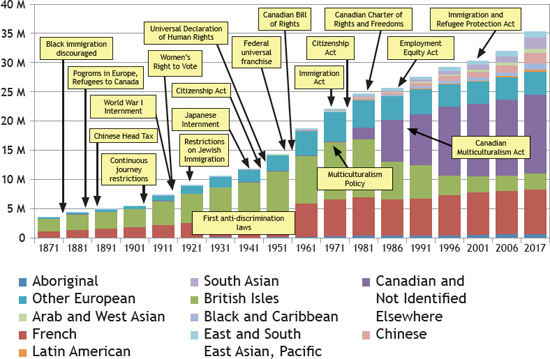 40 M
35 M
30 M
25 M
20 M
15 M
10 M
5 M
0 M
Black immigration
discouraged
Pogroms in Europe,
Refugees to Canada
Chinese Head Tax
World War I
Internment
Continuous
journey
restrictions
Women's
Right to Vote
Citizenship Act
Universal Declaration
of Human Rights
Japanese
Internment
Restrictions
on Jewish
Immigration
First anti-discrimination
laws
Federal
universal
franchise
Canadian Bill
of Rights
Immigration
Act
Citizenship
Act
Canadian Charter of
Rights and Freedoms
Employment
Equity Act
Immigration and
Refugee Protection Act
Canadian
Multiculturalism Act
Multiculturalism
Policy
1871 1881 1891 1901 1911 1921 1931 1941 1951 1961 1971 1981 1986 1991 1996 2001 2006 2017
Aboriginal
Other European
Arab and West Asian
French
Latin American
South Asian
British Isles
Black and Caribbean
East and South
East Asian, Pacific
Canadian and
Not Identified
Elsewhere
Chinese